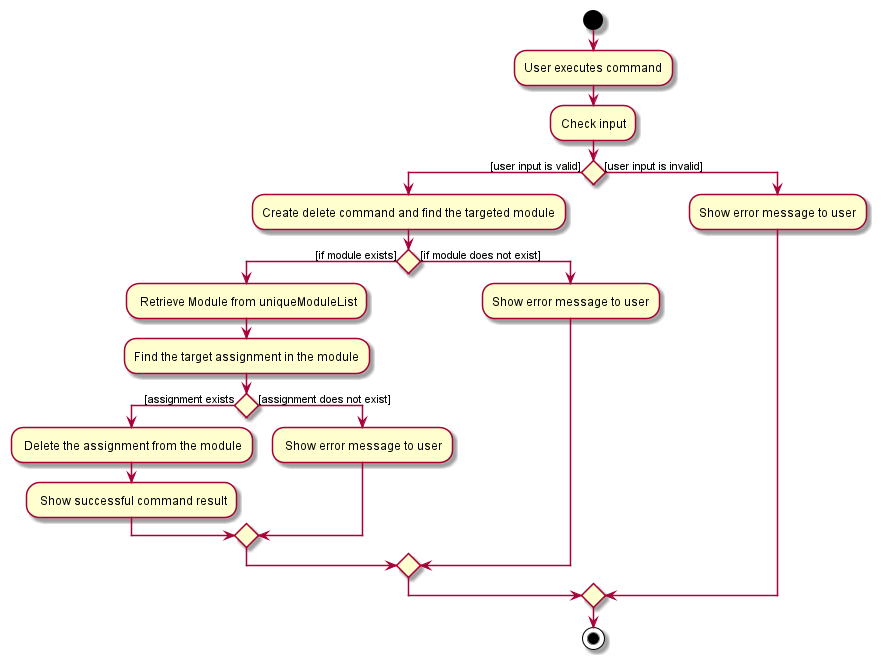 User executes command
Check input
[user input is valid]
[user input is invalid]
Create delete command and find the targeted module
Show error message to user
[if module exists]
[if module does not exist]
Retrieve Module from uniqueModuleList
Show error message to user
Find the target assignment in the module
[assignment exists
[assignment does not exist]
Delete the assignment from the module
Show error message to user
Show successful command result